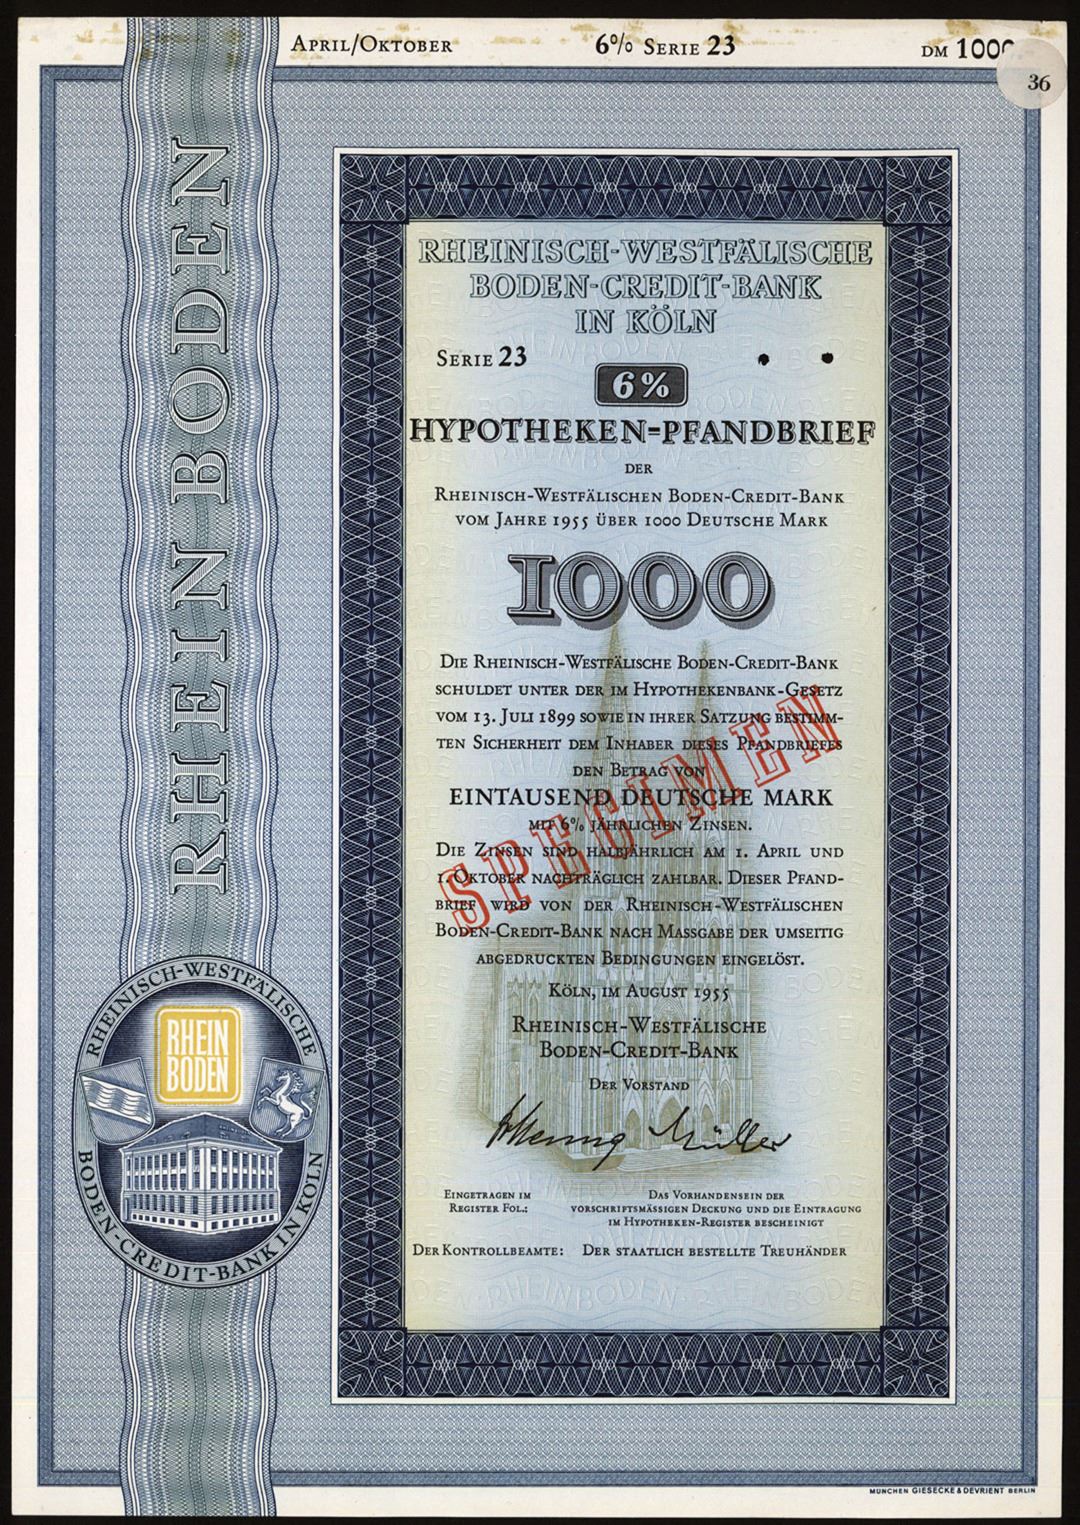 APRIL/OKTOBER 6% SERIE 23 DM 1000
36
RHEINBODEN
RHEINISCH-WESTFÄLISCHE
BODEN-CREDIT-BANK
IN KÖLN
SERIE 23
6%
HYPOTHEKEN=PFANDBRIEF
DER
RHEINISCH-WESTFÄLISCHEN BODEN-CREDIT-BANK
VOM JAHRE 1955 ÜBER 1000 DEUTSCHE MARK
1000
DIE RHEINISCH-WESTFÄLISCHE BODEN-CREDIT-BANK
SCHULDET UNTER DER IM HYPOTHEKENBANK-GESETZ
VOM 13. JULI 1899 SOWIE IN IHRER SATZUNG BESTIMM-
TEN SICHERHEIT DEM INHABER DIESES PFANDBRIEFES
DEN BETRAG VON
EINTAUSEND DEUTSCHE MARK
MIT 6% JÄHRLICHEN ZINSEN.
DIE ZINSEN SIND HALBJÄHRLICH AM 1. APRIL UND
1. OKTOBER NACHTRÄGLICH ZAHLBAR. DIESER PFAND-
BRIEF WIRD VON DER RHEINISCH-WESTFÄLISCHEN
BODEN-CREDIT-BANK NACH MASSGABE DER UMSEITIG
ABGEDRUCKTEN BEDINGUNGEN EINGELÖST.
KÖLN, IM AUGUST 1955
RHEINISCH-WESTFÄLISCHE
BODEN-CREDIT-BANK
DER VORSTAND
Müller
SPECIMEN
EINGETRAGEN IM
REGISTER FOL.:
DAS VORHANDENSEIN DER
VORSCHRIFTSMÄSSIGEN DECKUNG UND DIE EINTRAGUNG
IM HYPOTHEKEN-REGISTER BESCHEINIGT
DER KONTROLLBEAMTE: DER STAATLICH BESTELLTE TREUHÄNDER
RHEINISCH-WESTFÄLISCHE
BODEN-CREDIT-BANK IN KÖLN
RHEIN
BODEN
MÜNCHEN GIESECKE & DEVRIENT BERLIN